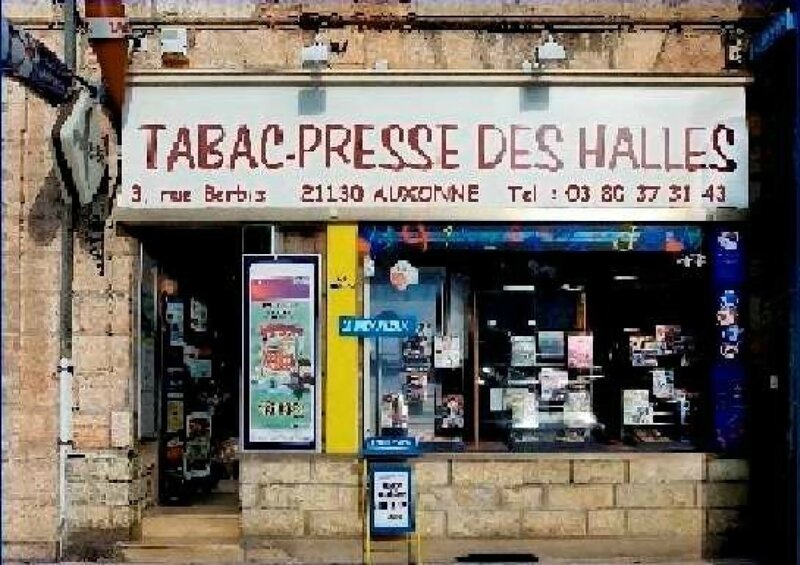 TABAC-PRESSE DES HALLES
3, rue Berbis 21130 AUXONNE Tel : 03 80 37 31 43